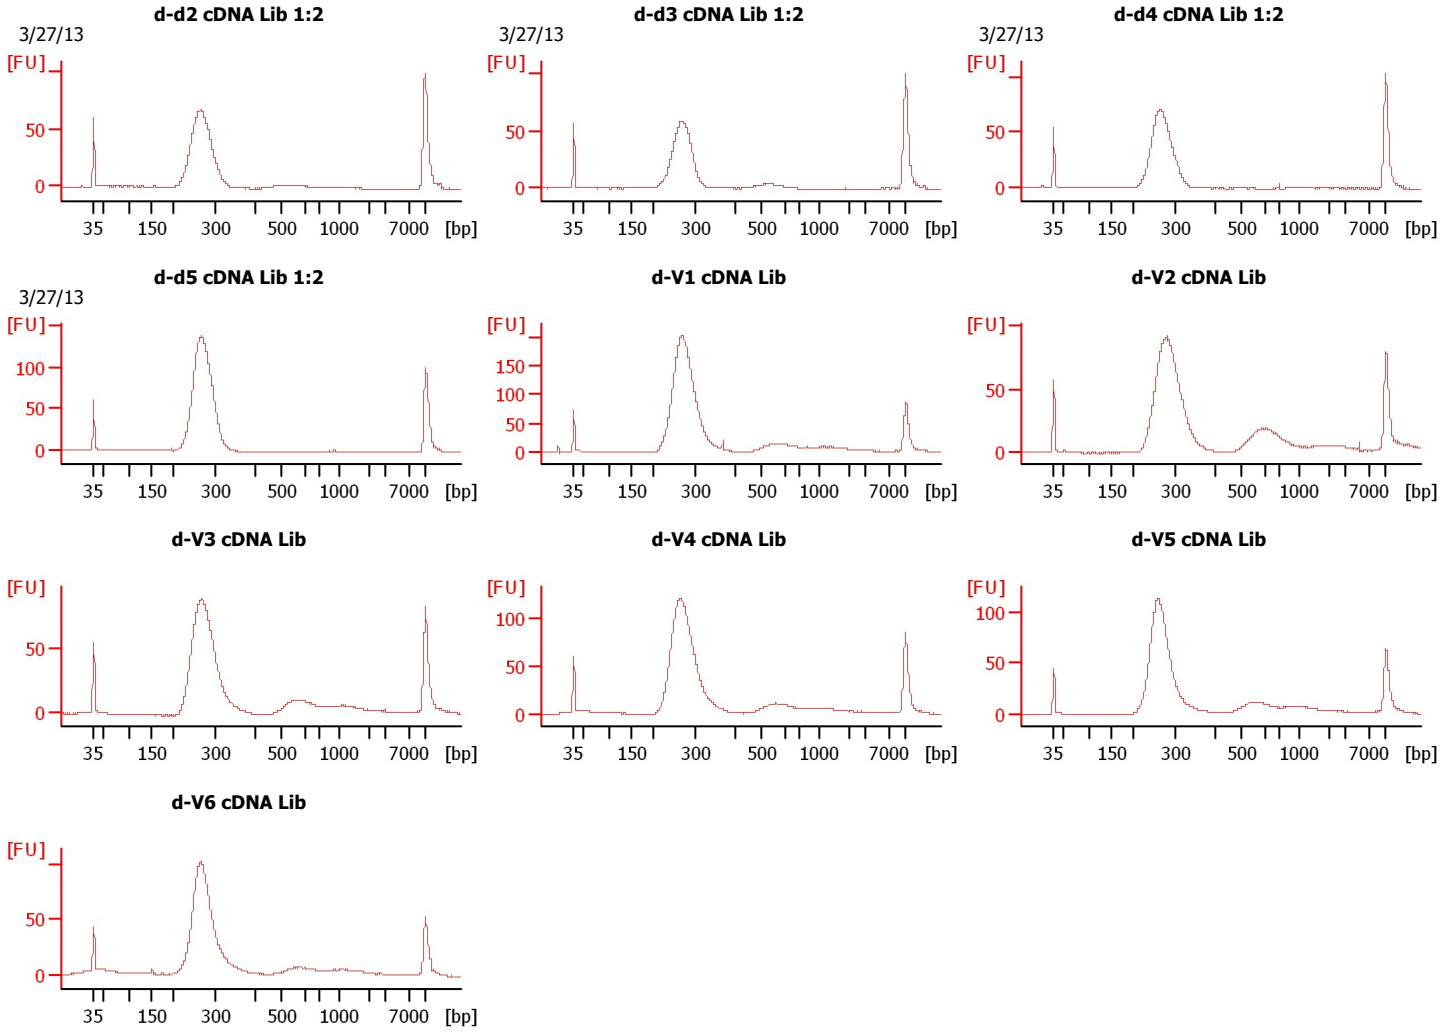 d-d2 cDNA Lib 1:2
3/27/13
[FU]
50
0
35 150 300 500 1000 7000 [bp]
d-d3 cDNA Lib 1:2
3/27/13
[FU]
50
0
35 150 300 500 1000 7000 [bp]
d-d4 cDNA Lib 1:2
3/27/13
[FU]
50
0
35 150 300 500 1000 7000 [bp]
d-d5 cDNA Lib 1:2
3/27/13
[FU]
100
50
0
35 150 300 500 1000 7000 [bp]
d-V1 cDNA Lib
[FU]
150
100
50
0
35 150 300 500 1000 7000 [bp]
d-V2 cDNA Lib
[FU]
50
0
35 150 300 500 1000 7000 [bp]
d-V3 cDNA Lib
[FU]
50
0
35 150 300 500 1000 7000 [bp]
d-V4 cDNA Lib
[FU]
100
50
0
35 150 300 500 1000 7000 [bp]
d-V5 cDNA Lib
[FU]
100
50
0
35 150 300 500 1000 7000 [bp]
d-V6 cDNA Lib
[FU]
50
0
35 150 300 500 1000 7000 [bp]